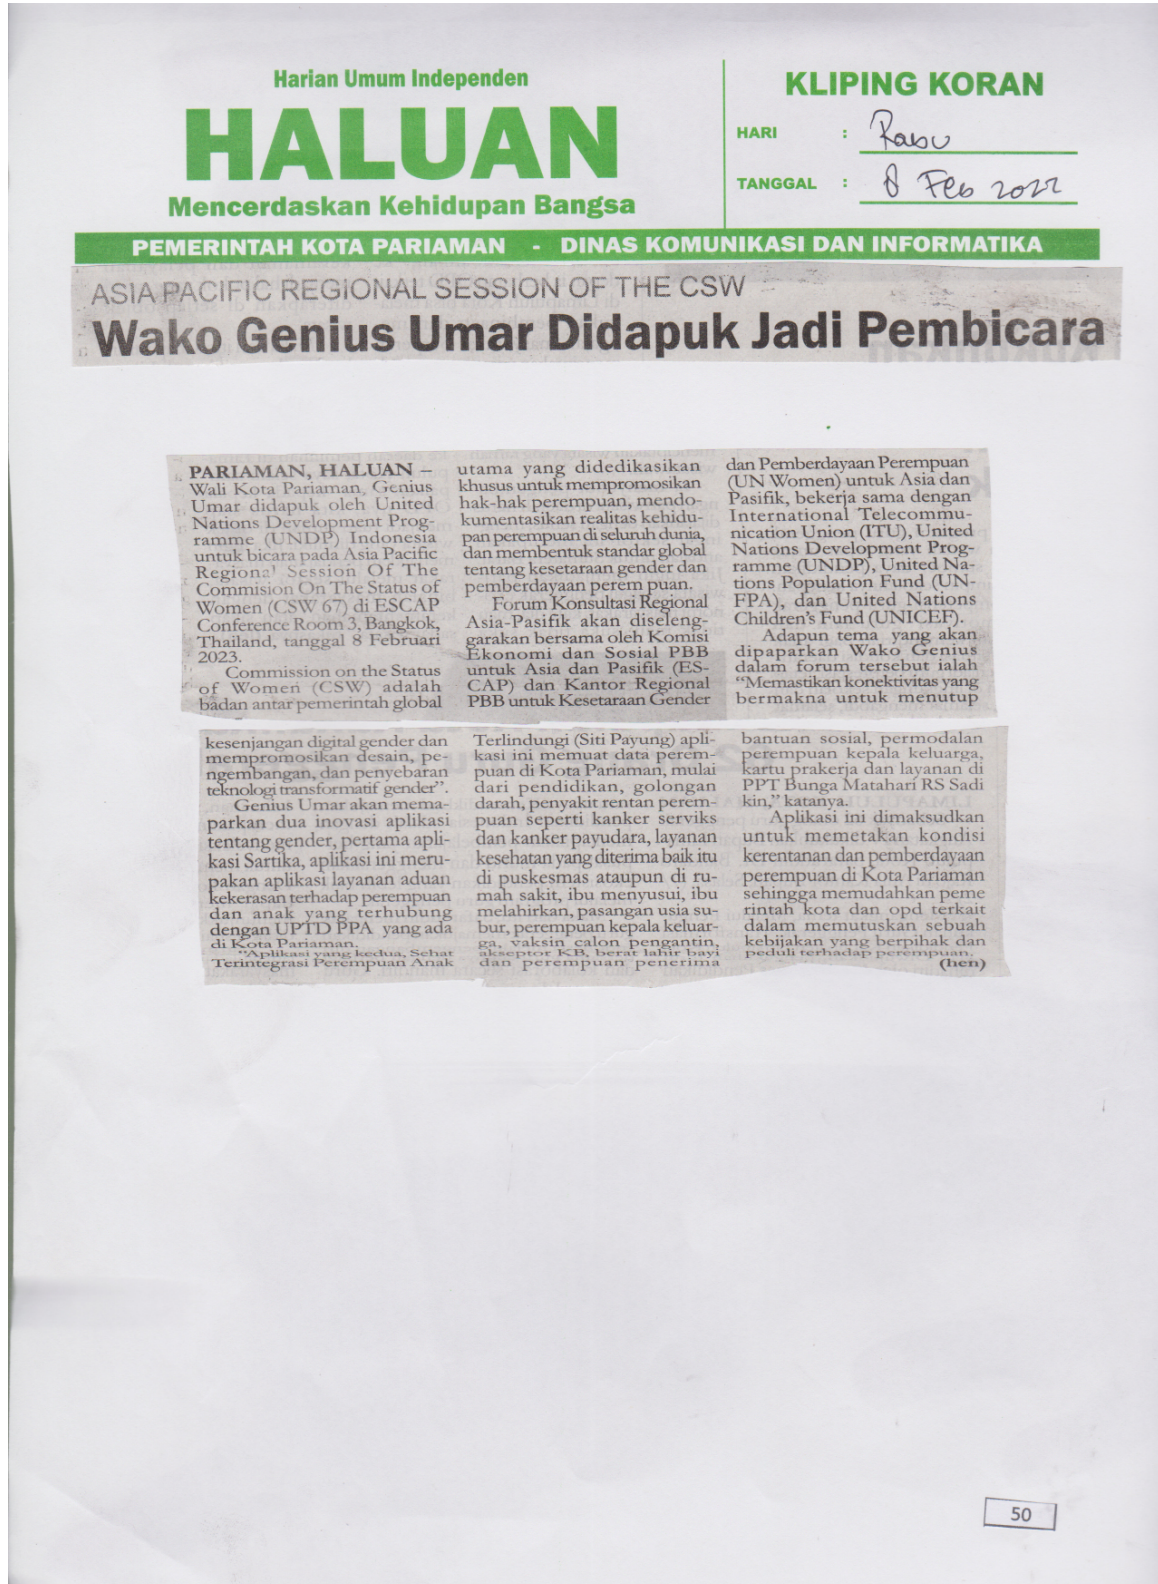 Harian Umum Independen
HALUAN
Mencerdaskan Kehidupan Bangsa
KLIPING KORAN
HARI : Rabu
TANGGAL : 8 Feb 2022
PEMERINTAH KOTA PARIAMAN - DINAS KOMUNIKASI DAN INFORMATIKA
ASIA PACIFIC REGIONAL SESSION OF THE CSW
Wako Genius Umar Didapuk Jadi Pembicara
PARIAMAN, HALUAN –
Wali Kota Pariaman, Genius
Umar didapuk oleh United
Nations Development Prog-
ramme (UNDP) Indonesia
untuk bicara pada Asia Pacific
Regional Session Of The
Commision On The Status of
Women (CSW 67) di ESCAP
Conference Room 3, Bangkok,
Thailand, tanggal 8 Februari
2023.
Commission on the Status
of Women (CSW) adalah
badan antar pemerintah global
utama yang didedikasikan
khusus untuk mempromosikan
hak-hak perempuan, mendo-
kumentasikan realitas kehidu-
pan perempuan di seluruh dunia,
dan membentuk standar global
tentang kesetaraan gender dan
pemberdayaan perem puan.
Forum Konsultasi Regional
Asia-Pasifik akan diseleng-
garakan bersama oleh Komisi
Ekonomi dan Sosial PBB
untuk Asia dan Pasifik (ES-
CAP) dan Kantor Regional
PBB untuk Kesetaraan Gender
dan Pemberdayaan Perempuan
(UN Women) untuk Asia dan
Pasifik, bekerja sama dengan
International Telecommu-
nication Union (ITU), United
Nations Development Prog-
ramme (UNDP), United Na-
tions Population Fund (UN-
FPA), dan United Nations
Children's Fund (UNICEF).
Adapun tema yang akan
dipaparkan Wako Genius
dalam forum tersebut ialah
“Memastikan konektivitas yang
bermakna untuk menutup
kesenjangan digital gender dan
mempromosikan desain, pe-
ngembangan, dan penyebaran
teknologi transformatif gender”.
Genius Umar akan mema-
parkan dua inovasi aplikasi
tentang gender, pertama apli-
kasi Sartika, aplikasi ini meru-
pakan aplikasi layanan aduan
kekerasan terhadap perempuan
dan anak yang terhubung
dengan UPTD PPA yang ada
di Kota Pariaman.
“Aplikasi yang kedua, Sehat
Terintegrasi Perempuan Anak
Terlindungi (Siti Payung) apli-
kasi ini memuat data perem-
puan di Kota Pariaman, mulai
dari pendidikan, golongan
darah, penyakit rentan perem-
puan seperti kanker serviks
dan kanker payudara, layanan
kesehatan yang diterima baik itu
di puskesmas ataupun di ru-
mah sakit, ibu menyusui, ibu
melahirkan, pasangan usia su-
bur, perempuan kepala keluar-
ga, vaksin calon pengantin,
akseptor KB, berat lahir bayi
dan perempuan penerima
bantuan sosial, permodalan
perempuan kepala keluarga,
kartu prakerja dan layanan di
PPT Bunga Matahari RS Sadi
kin,” katanya.
Aplikasi ini dimaksudkan
untuk memetakan kondisi
kerentanan dan pemberdayaan
perempuan di Kota Pariaman
sehingga memudahkan peme
rintah kota dan opd terkait
dalam memutuskan sebuah
kebijakan yang berpihak dan
peduli terhadap perempuan.
(hen)
50